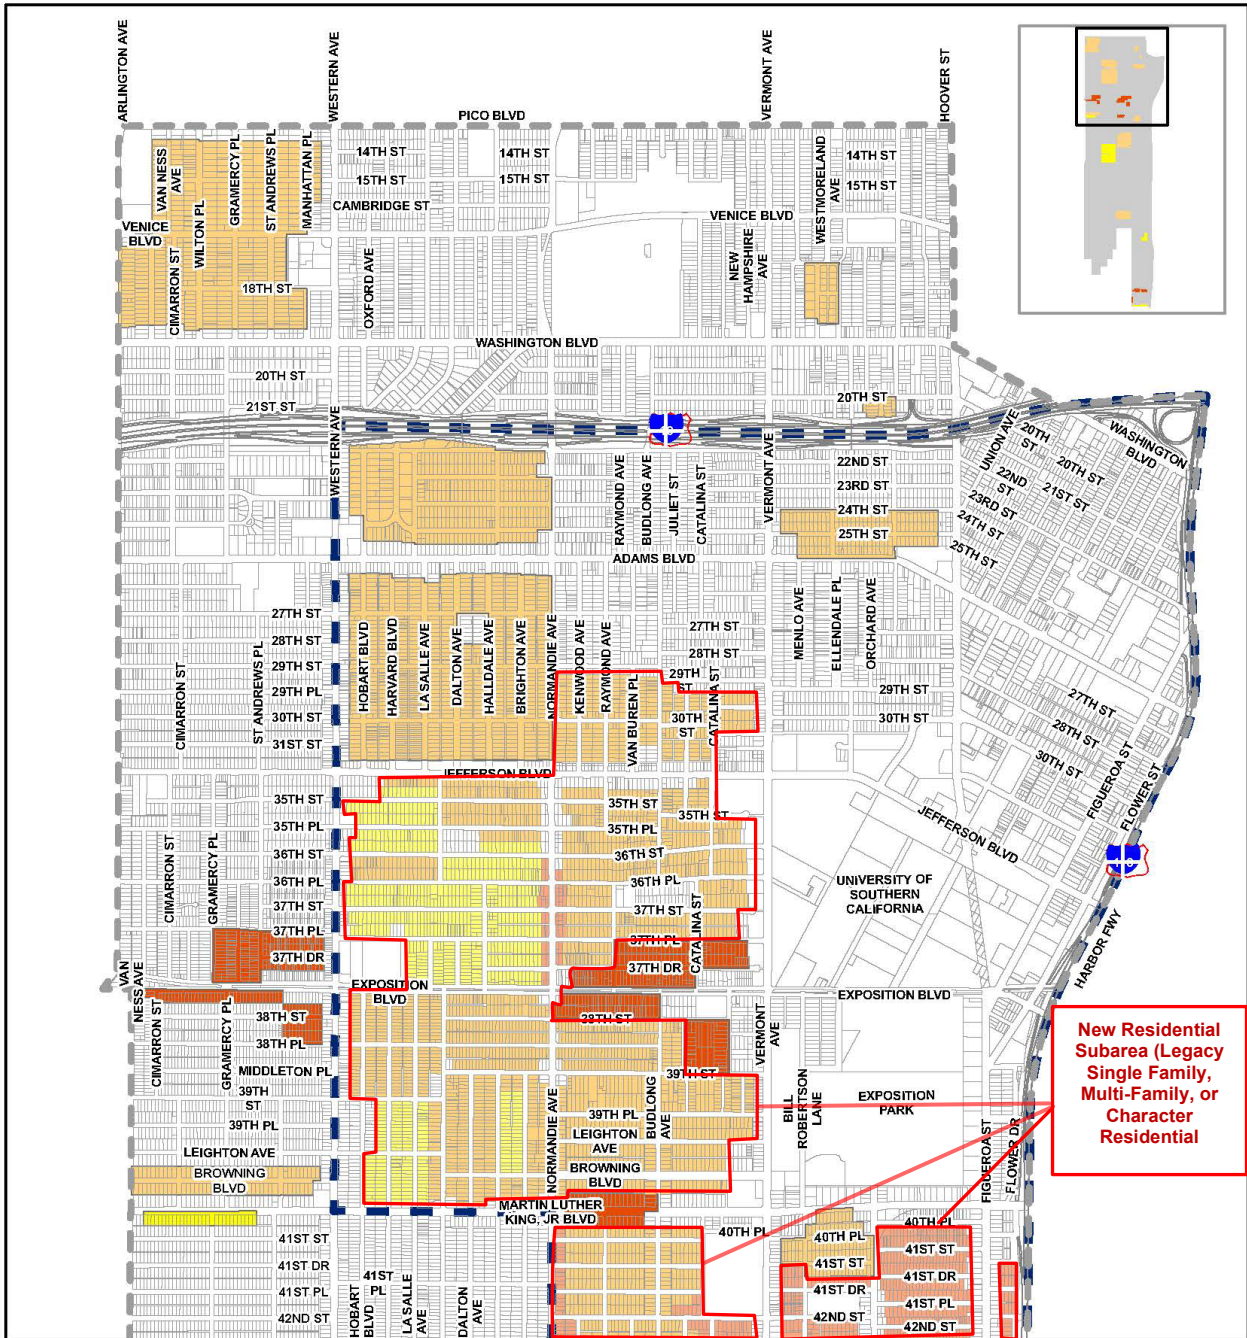 ARLINGTON AVE
WESTERN AVE
VERMONT AVE
HOOVER ST
PICO BLVD
VAN NESS
AVE
WILTON PL
GRAMERCY PL
ST ANDREWS PL
MANHATTAN PL
14TH ST
14TH ST
14TH ST
15TH ST
15TH ST
15TH ST
CAMBRIDGE ST
WESTMORELAND
AVE
VENICE
BLVD
VENICE BLVD
CIMARRON ST
18TH ST
OXFORD AVE
NEW
HAMPSHIRE
AVE
WASHINGTON BLVD
20TH ST
21ST ST
20TH ST
UNION AVE
20TH
ST
WASHINGTON
BLVD
20TH ST
21ST ST
22ND
ST
23RD ST
24TH ST
25TH ST
WESTERN AVE
RAYMOND AVE
BUDLONG AVE
JULIET ST
CATALINA ST
VERMONT AVE
22ND ST
23RD ST
24TH ST
25TH ST
ADAMS BLVD
27TH ST
28TH ST
29TH ST
29TH PL
30TH ST
31ST ST
CIMARRON ST
ST ANDREWS PL
HOBART BLVD
HARVARD BLVD
LA SALLE AVE
DALTON AVE
HALLDALE AVE
BRIGHTON AVE
NORMANDIE AVE
KENWOOD AVE
RAYMOND AVE
VAN BUREN PL
27TH ST
28TH ST
29TH
ST
30TH
ST
CATALINA ST
MENLO AVE
ELLENDALE PL
ORCHARD AVE
29TH ST
30TH ST
27TH ST
28TH ST
30TH ST
FIGUEROA ST
FLOWER ST
JEFFERSON BLVD
JEFFERSON BLVD
35TH ST
35TH PL
36TH ST
36TH PL
37TH ST
37TH PL
37TH DR
CIMARRON ST
GRAMERCY PL
35TH ST
35TH ST
35TH PL
36TH ST
36TH PL
37TH ST
37TH PL
37TH DR
CATALINA ST
UNIVERSITY OF
SOUTHERN
CALIFORNIA
HARBOR FWY
VAN
NESS AVE
EXPOSITION
BLVD
EXPOSITION BLVD
CIMARRON ST
GRAMERCY PL
38TH ST
38TH PL
MIDDLETON PL
39TH
ST
39TH PL
LEIGHTON AVE
BROWNING
BLVD
38TH ST
39TH ST
VERMONT
AVE
NORMANDIE AVE
39TH PL
LEIGHTON
AVE
BUDLONG
AVE
BROWNING
BLVD
BILL
ROBERTSON
LANE
EXPOSITION
PARK
FIGUEROA ST
FLOWER DR
New Residential
Subarea (Legacy
Single Family,
Multi-Family, or
Character
Residential
MARTIN LUTHER
KING, JR BLVD
41ST ST
41ST DR
41ST PL
42ND ST
HOBART
BLVD
41ST
PL
LA SALLE
AVE
DALTON
AVE
40TH PL
40TH PL
41ST ST
41ST DR
42ND ST
40TH PL
41ST ST
41ST DR
41ST PL
42ND ST